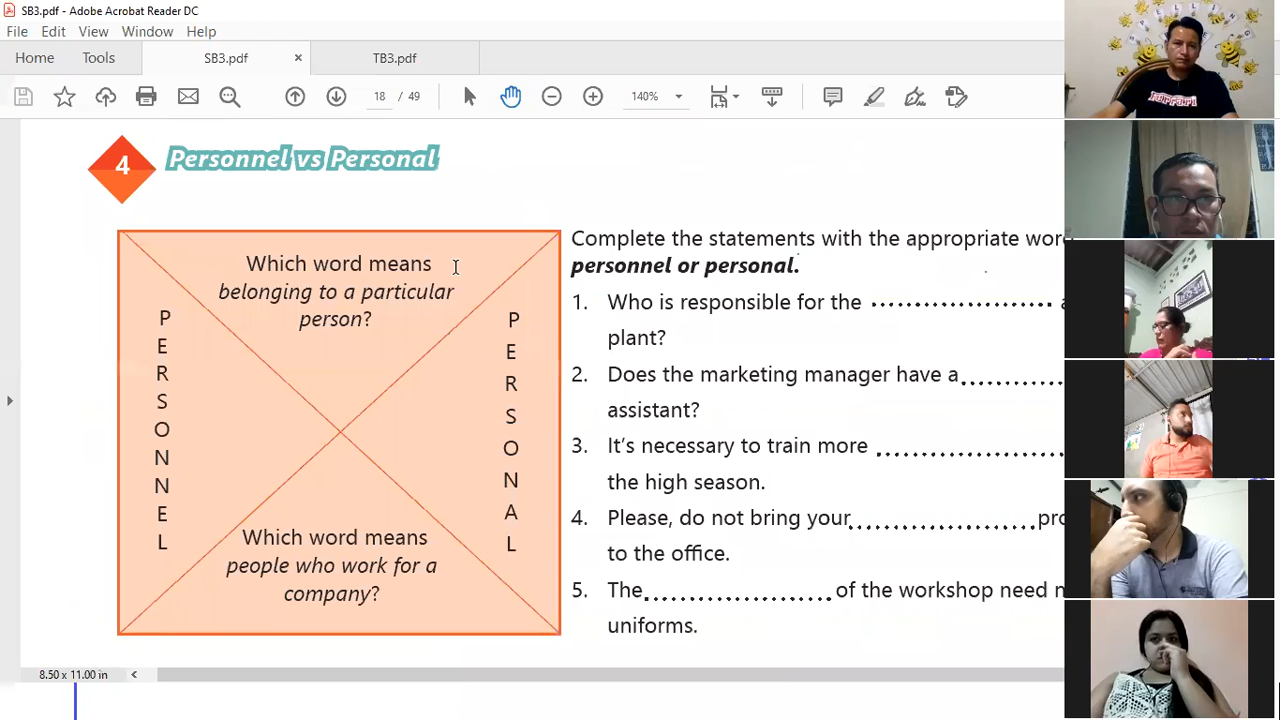 SB3.pdf - Adobe Acrobat Reader DC
File Edit View Window Help
Home Tools SB3.pdf × TB3.pdf
18 / 49 140%
4 Personnel vs Personal
Which word means
belonging to a particular
person?
PERSONNEL
PERSONAL
Which word means
people who work for a
company?
Complete the statements with the appropriate word
personnel or personal.
1. Who is responsible for the ........................
plant?
2. Does the marketing manager have a..............
assistant?
3. It's necessary to train more ........................
the high season.
4. Please, do not bring your........................pro
to the office.
5. The........................ of the workshop need
uniforms.
8.50 x 11.00 in
Ferrari